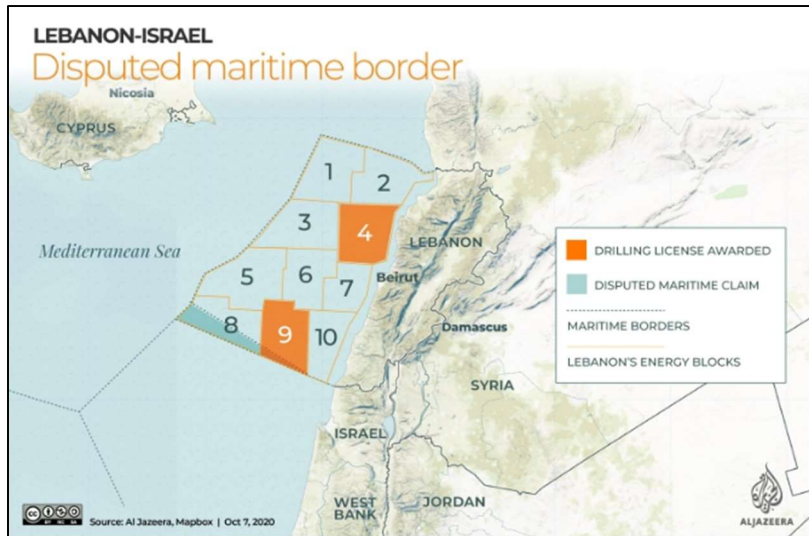 LEBANON-ISRAEL
Disputed maritime border
Nicosia
CYPRUS
1
2
3
4
LEBANON
Mediterranean Sea
5
6
7
Beirut
8
9
10
Damascus
SYRIA
ISRAEL
WEST
BANK
JORDAN
DRILLING LICENSE AWARDED
DISPUTED MARITIME CLAIM
MARITIME BORDERS
LEBANON'S ENERGY BLOCKS
Source: Al Jazeera, Mapbox | Oct 7, 2020
ALJAZEERA